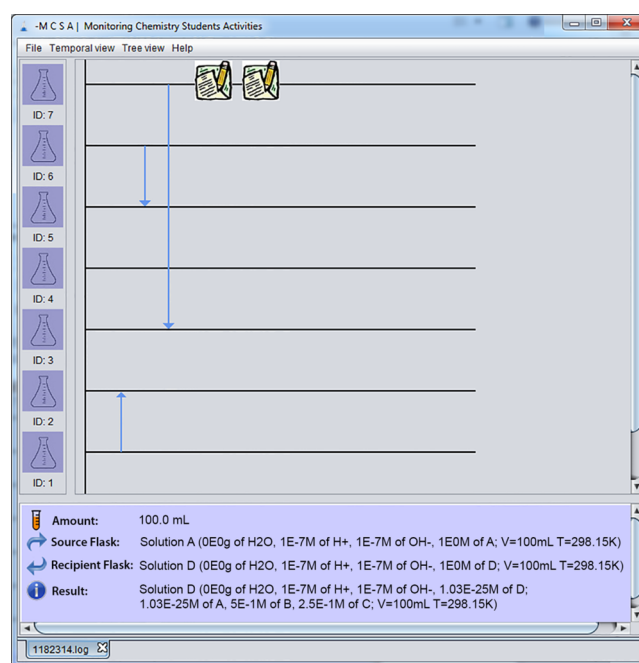 -M C S A | Monitoring Chemistry Students Activities
File Temporal view Tree view Help
ID: 7
ID: 6
ID: 5
ID: 4
ID: 3
ID: 2
ID: 1
Amount: 100.0 mL
Source Flask: Solution A (0E0g of H2O, 1E-7M of H+, 1E-7M of OH-, 1E0M of A; V=100mL T=298.15K)
Recipient Flask: Solution D (0E0g of H2O, 1E-7M of H+, 1E-7M of OH-, 1E0M of D; V=100mL T=298.15K)
Result: Solution D (0E0g of H2O, 1E-7M of H+, 1E-7M of OH-, 1.03E-25M of D;
1.03E-25M of A, 5E-1M of B, 2.5E-1M of C; V=100mL T=298.15K)
1182314.log